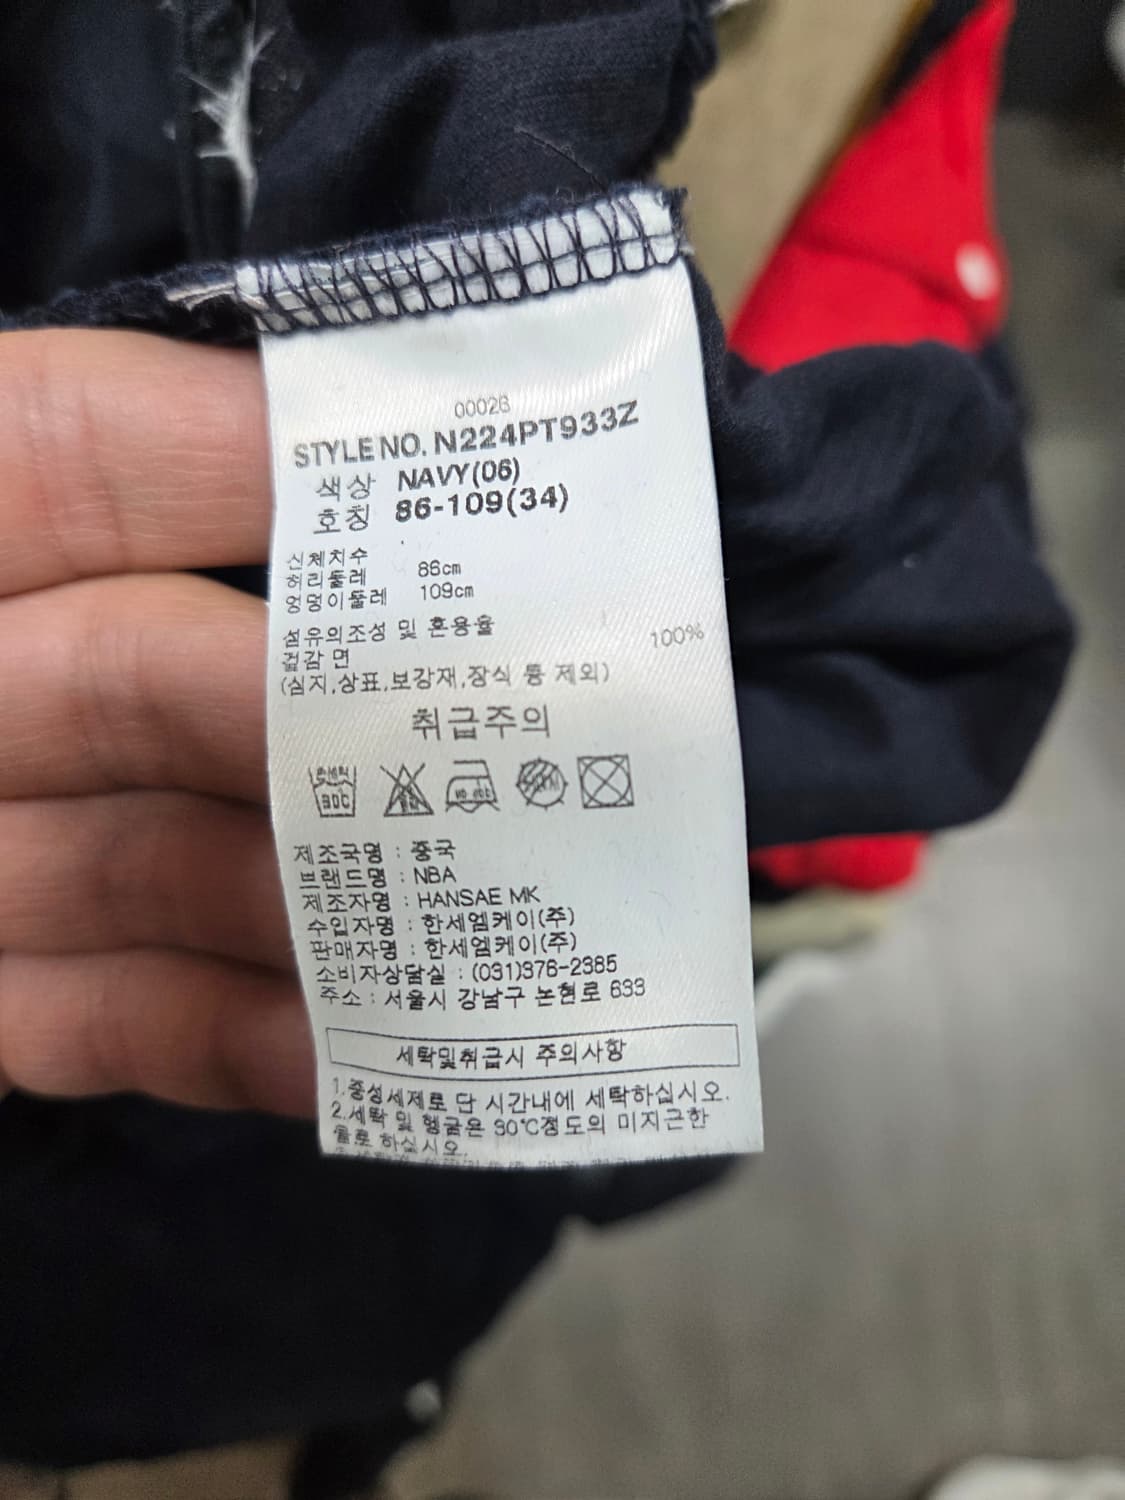 00028
STYLE NO. N224PT933Z
색상 NAVY(06)
호칭 86-109(34)
신체치수
허리둘레 86cm
엉덩이둘레 109cm
섬유의조성 및 혼용율
겉감 면 100%
(심지,상표,보강재,장식 등 제외)
취급주의
제조국명 : 중국
브랜드명 : NBA
제조자명 : HANSAE MK
수입자명 : 한세엠케이(주)
판매자명 : 한세엠케이(주)
소비자상담실 : (031)376-2385
주소 : 서울시 강남구 논현로 633
세탁및취급시 주의사항
1.중성세제로 단 시간내에 세탁하십시오.
2.세탁 및 헹굼은 30℃정도의 미지근한
물로 하십시오.